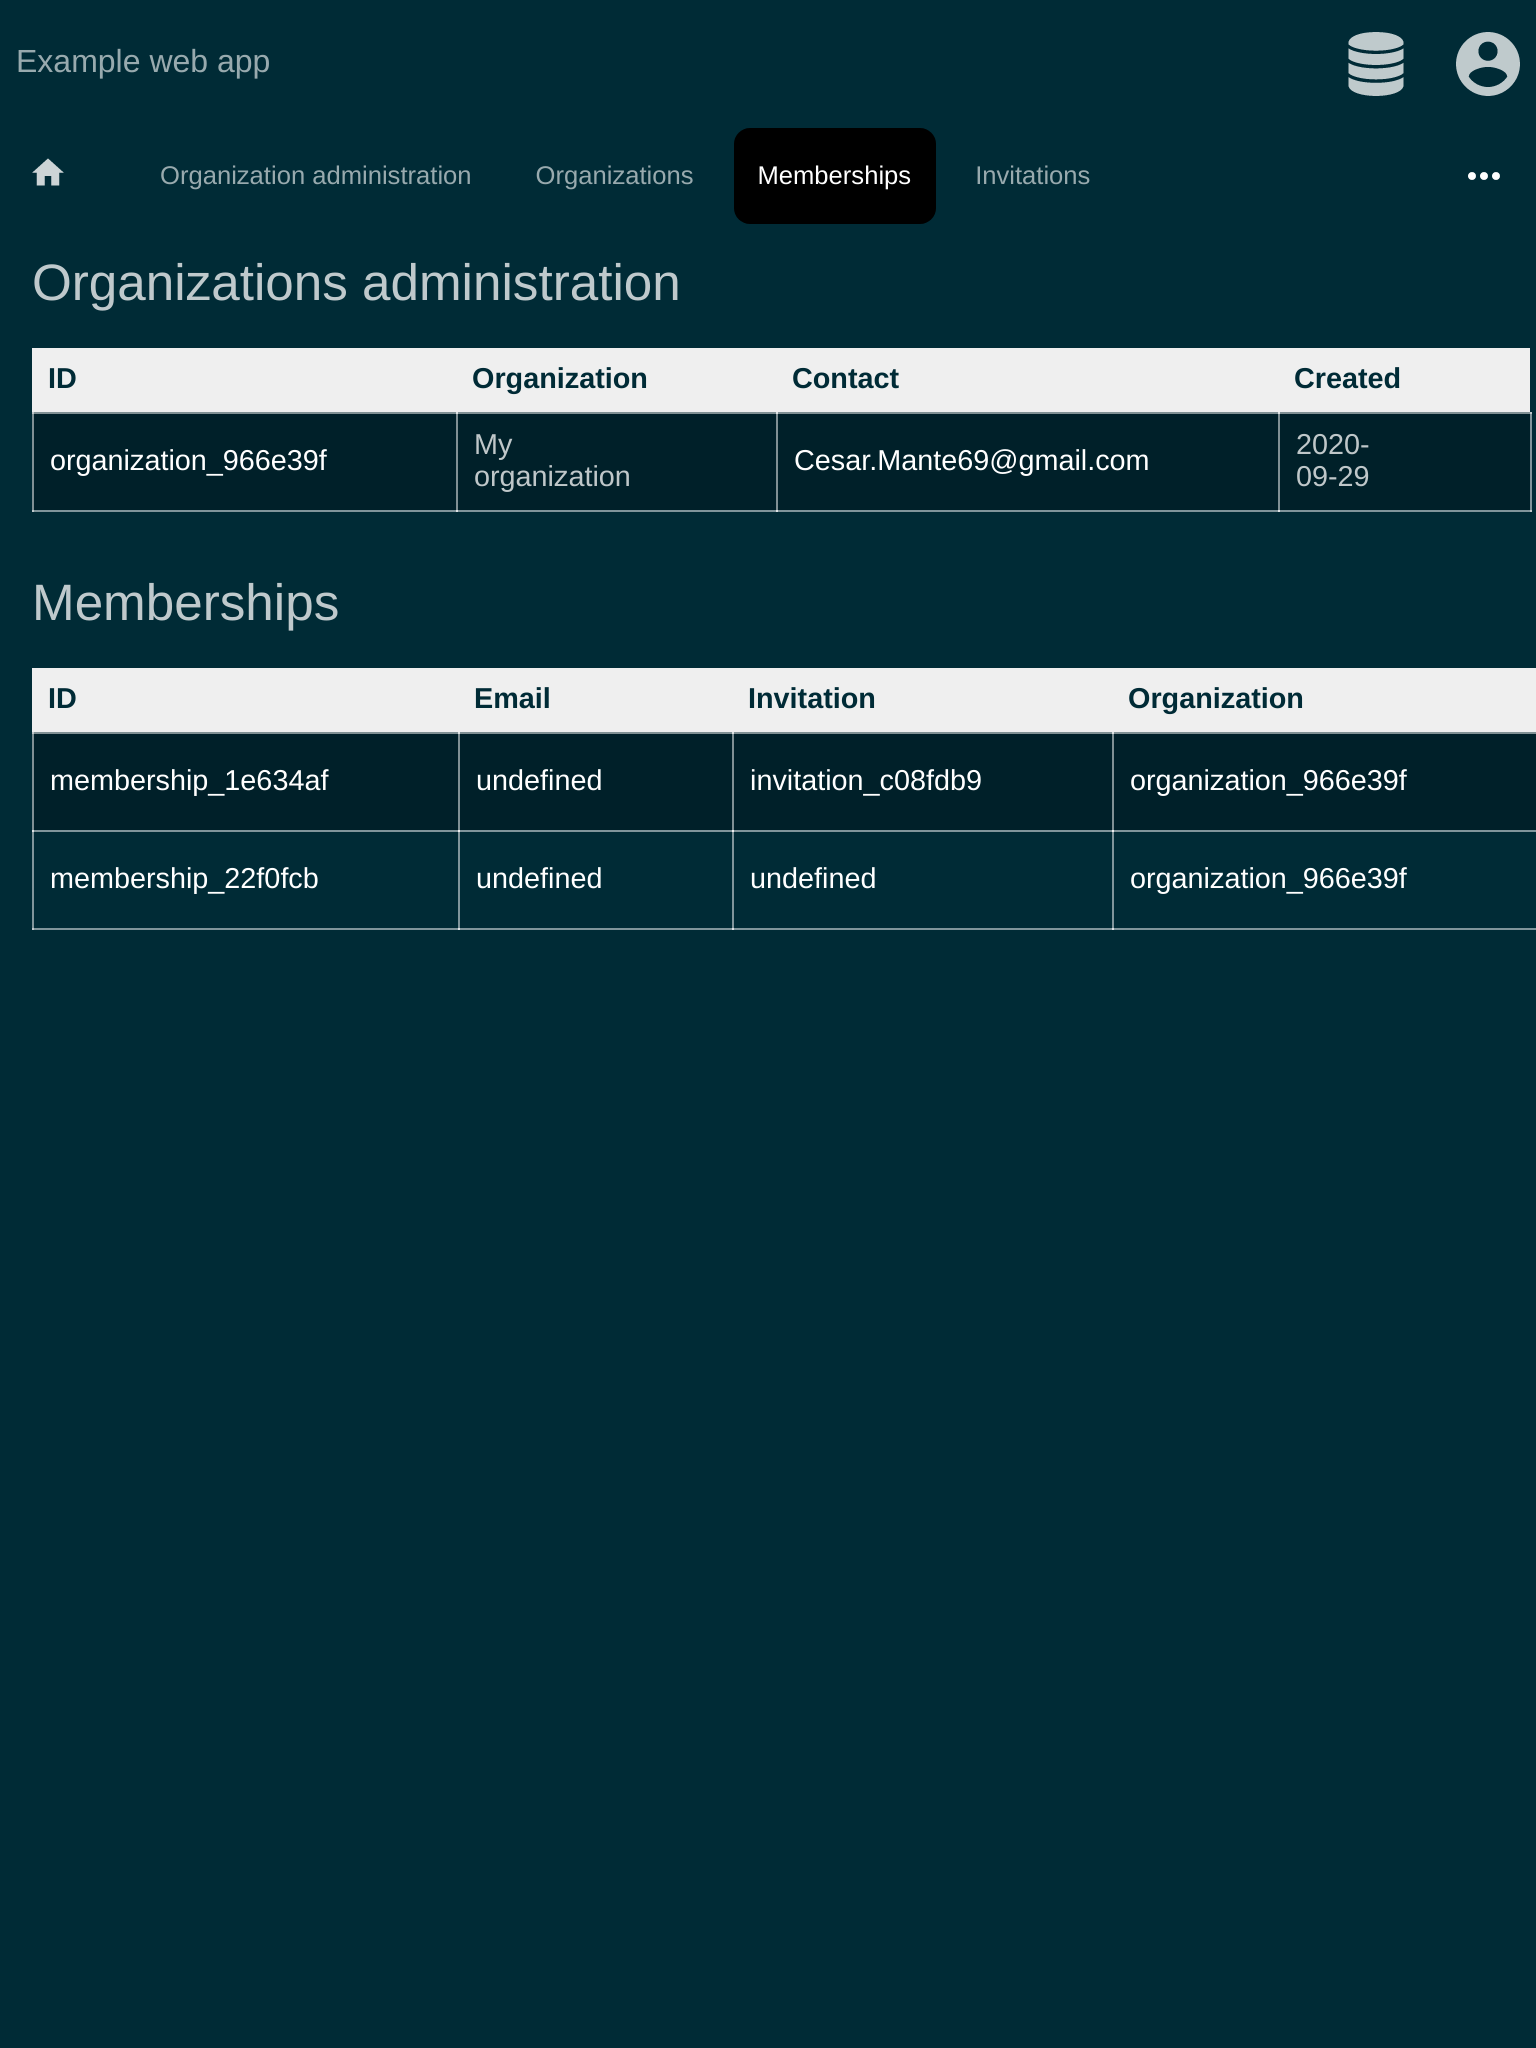 Example web app
Organization administration Organizations Memberships Invitations
Organizations administration
ID Organization Contact Created
organization_966e39f My organization Cesar.Mante69@gmail.com 2020-09-29
Memberships
ID Email Invitation Organization
membership_1e634af undefined invitation_c08fdb9 organization_966e39f
membership_22f0fcb undefined undefined organization_966e39f